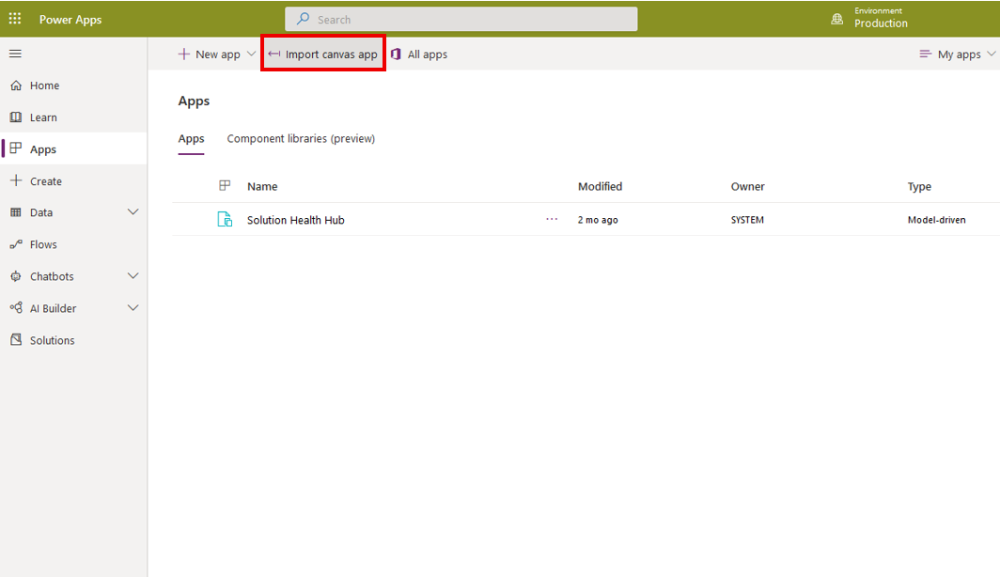 Power Apps
Search
Environment
Production
New app
Import canvas app
All apps
My apps
Home
Learn
Apps
Create
Data
Flows
Chatbots
AI Builder
Solutions
Apps
Apps
Component libraries (preview)
Name
Modified
Owner
Type
Solution Health Hub
...
2 mo ago
SYSTEM
Model-driven